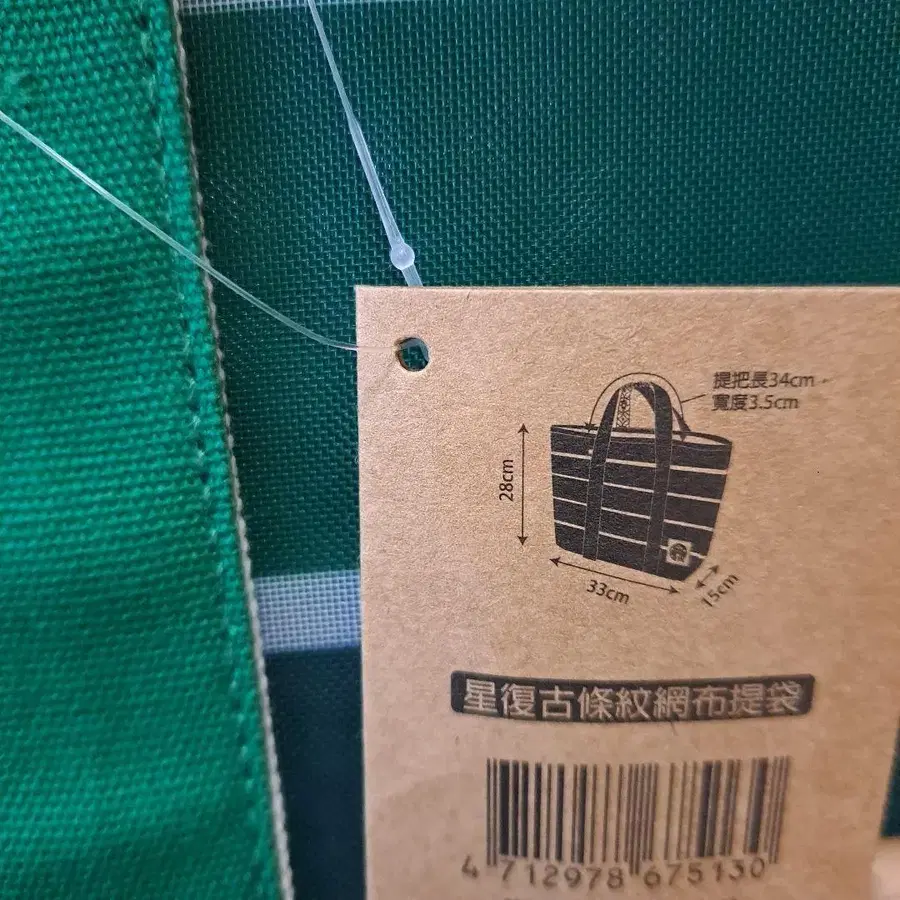 提把長34cm,
寬度3.5cm
28cm
33cm
15cm
星復古條紋網布提袋
4 712978 675130